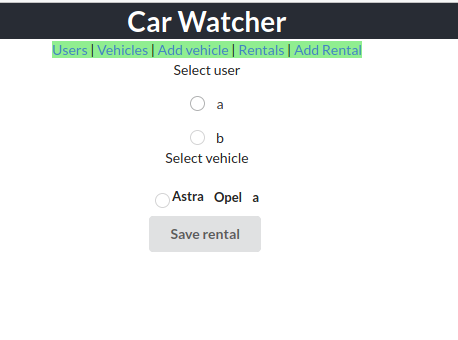 Car Watcher
Users | Vehicles | Add vehicle | Rentals | Add Rental
Select user
a
b
Select vehicle
Astra Opel a
Save rental